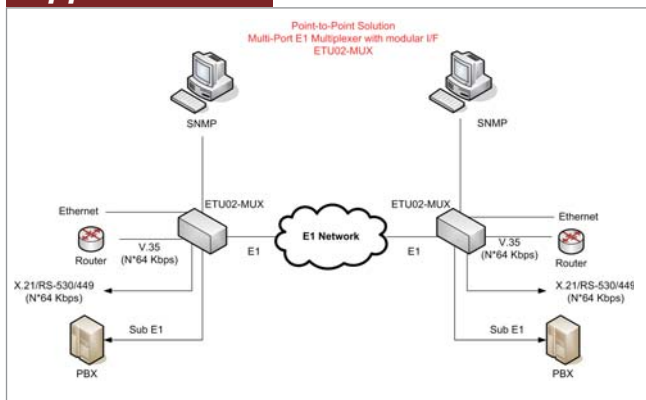 Point-to-Point Solution
Multi-Port E1 Multiplexer with modular I/F
ETU02-MUX
SNMP
SNMP
ETU02-MUX
ETU02-MUX
Ethernet
Ethernet
E1 Network
Router
V.35
(N*64 Kbps)
E1
E1
V.35
(N*64 Kbps)
Router
X.21/RS-530/449
(N*64 Kbps)
X.21/RS-530/449
(N*64 Kbps)
Sub E1
Sub E1
PBX
PBX